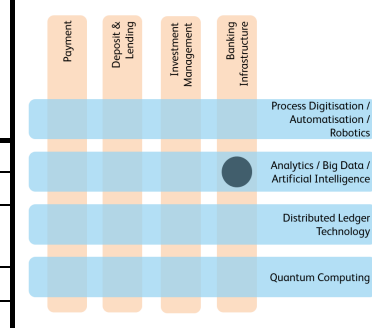 Payment
Deposit &
Lending
Investment
Management
Banking
Infrastructure
Process Digitisation /
Automatisation /
Robotics
Analytics / Big Data /
Artificial Intelligence
Distributed Ledger
Technology
Quantum Computing